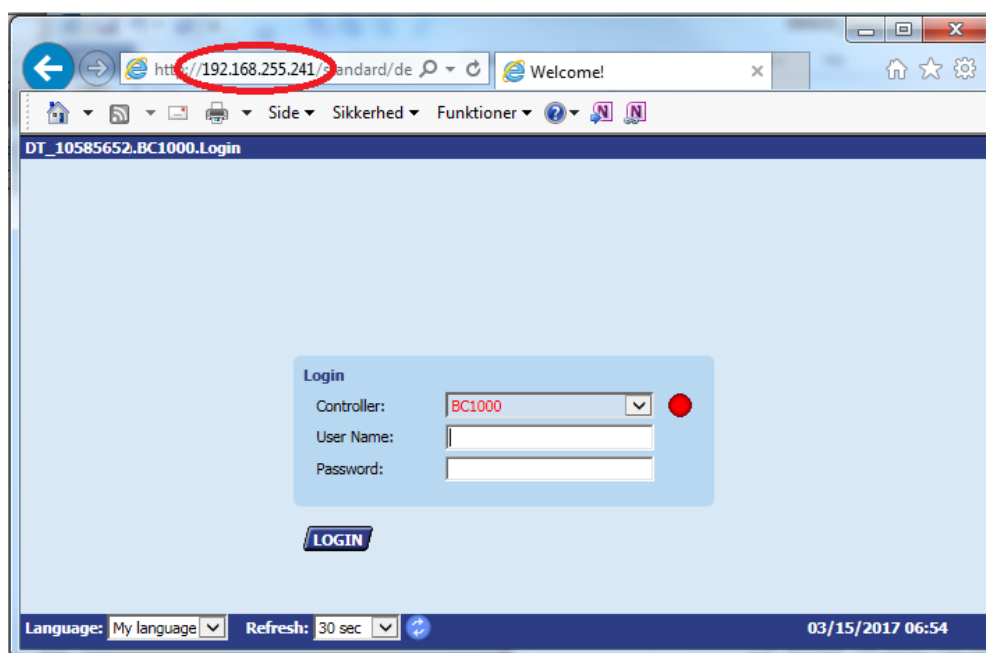 http://192.168.255.241/standard/de
Welcome!
Side Sikkerhed Funktioner
DT_10585652.BC1000.Login
Login
Controller: BC1000
User Name:
Password:
LOGIN
Language: My language Refresh: 30 sec 03/15/2017 06:54